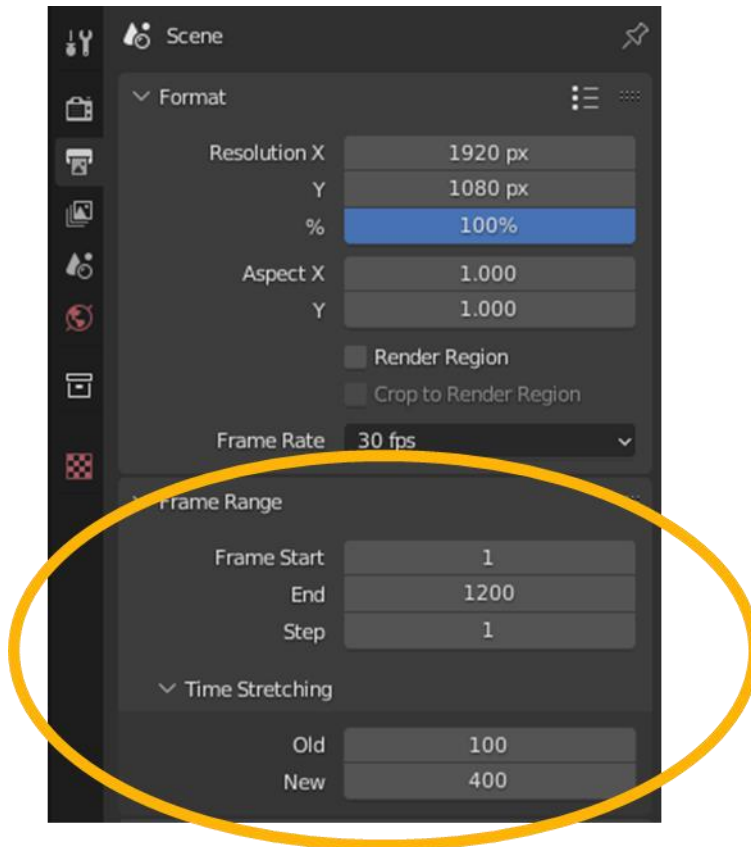 Scene
Format
Resolution X 1920 px
Y 1080 px
% 100%
Aspect X 1.000
Y 1.000
Render Region
Crop to Render Region
Frame Rate 30 fps
Frame Range
Frame Start 1
End 1200
Step 1
Time Stretching
Old 100
New 400